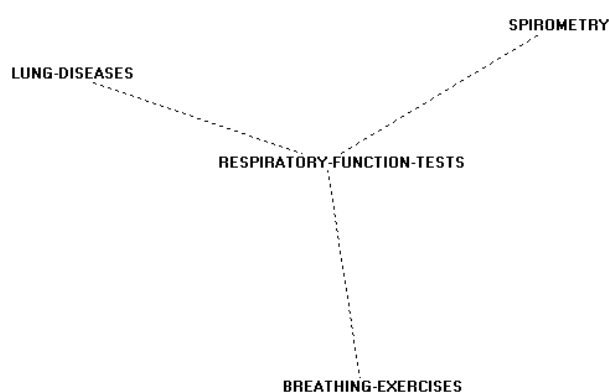 SPIROMETRY
LUNG-DISEASES
RESPIRATORY-FUNCTION-TESTS
BREATHING-EXERCISES